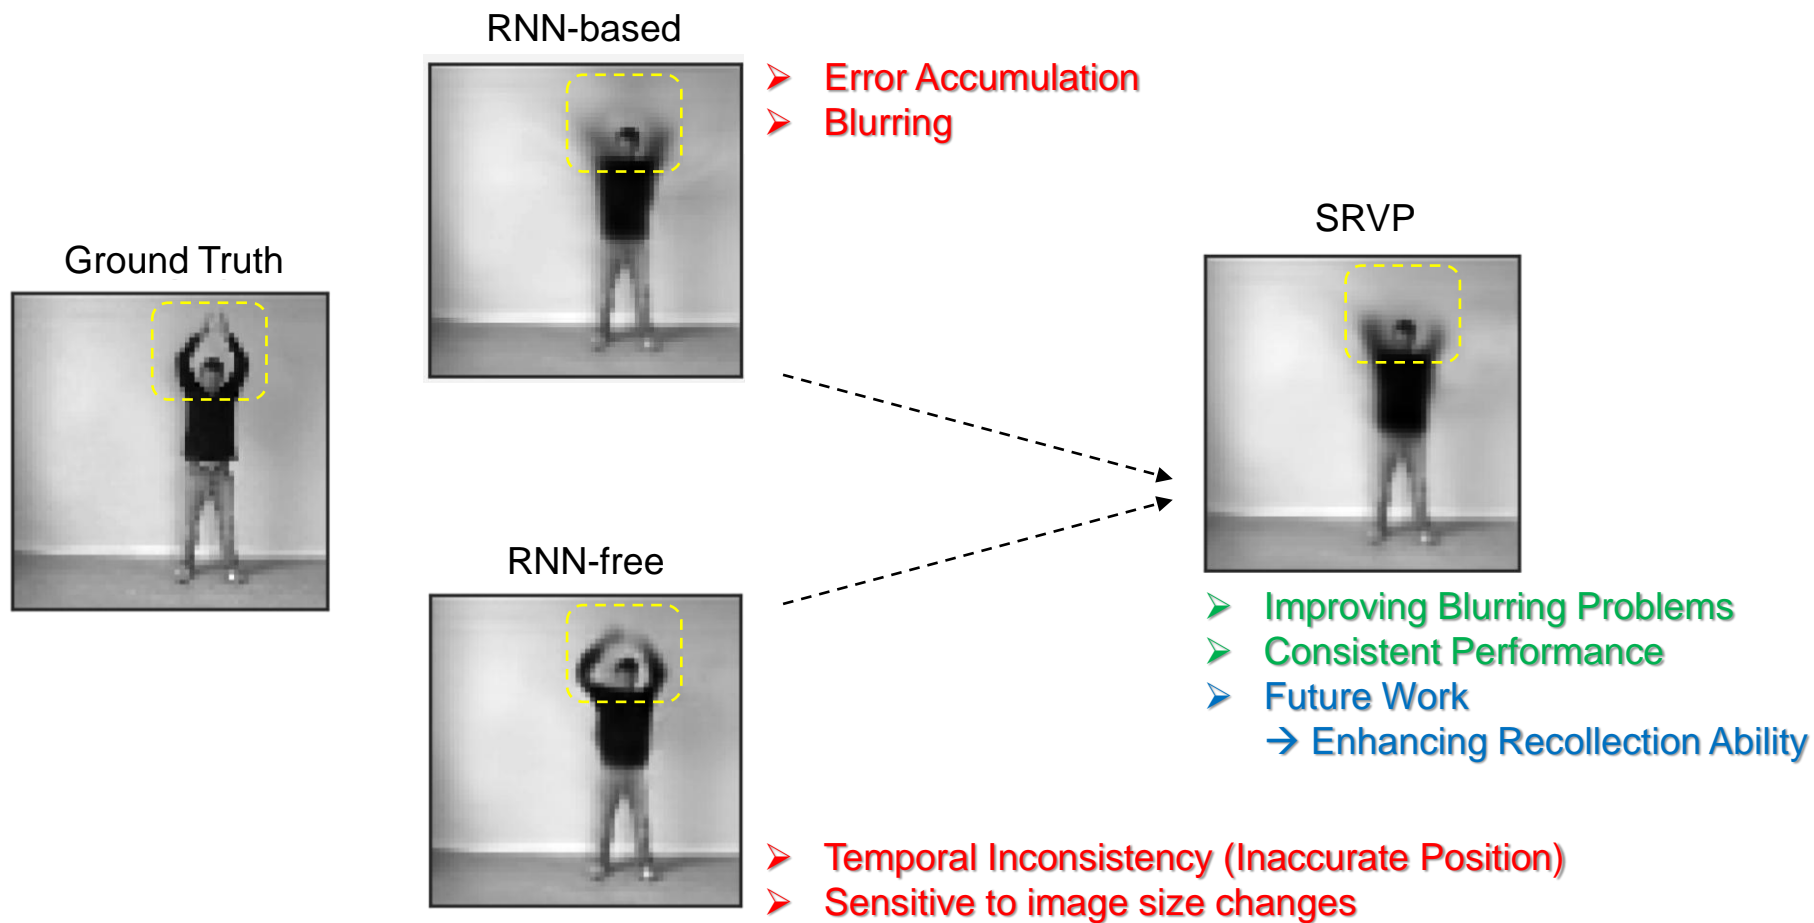 RNN-based
➢ Error Accumulation
➢ Blurring
SRVP
Ground Truth
RNN-free
➢ Improving Blurring Problems
➢ Consistent Performance
➢ Future Work
→ Enhancing Recollection Ability
➢ Temporal Inconsistency (Inaccurate Position)
➢ Sensitive to image size changes